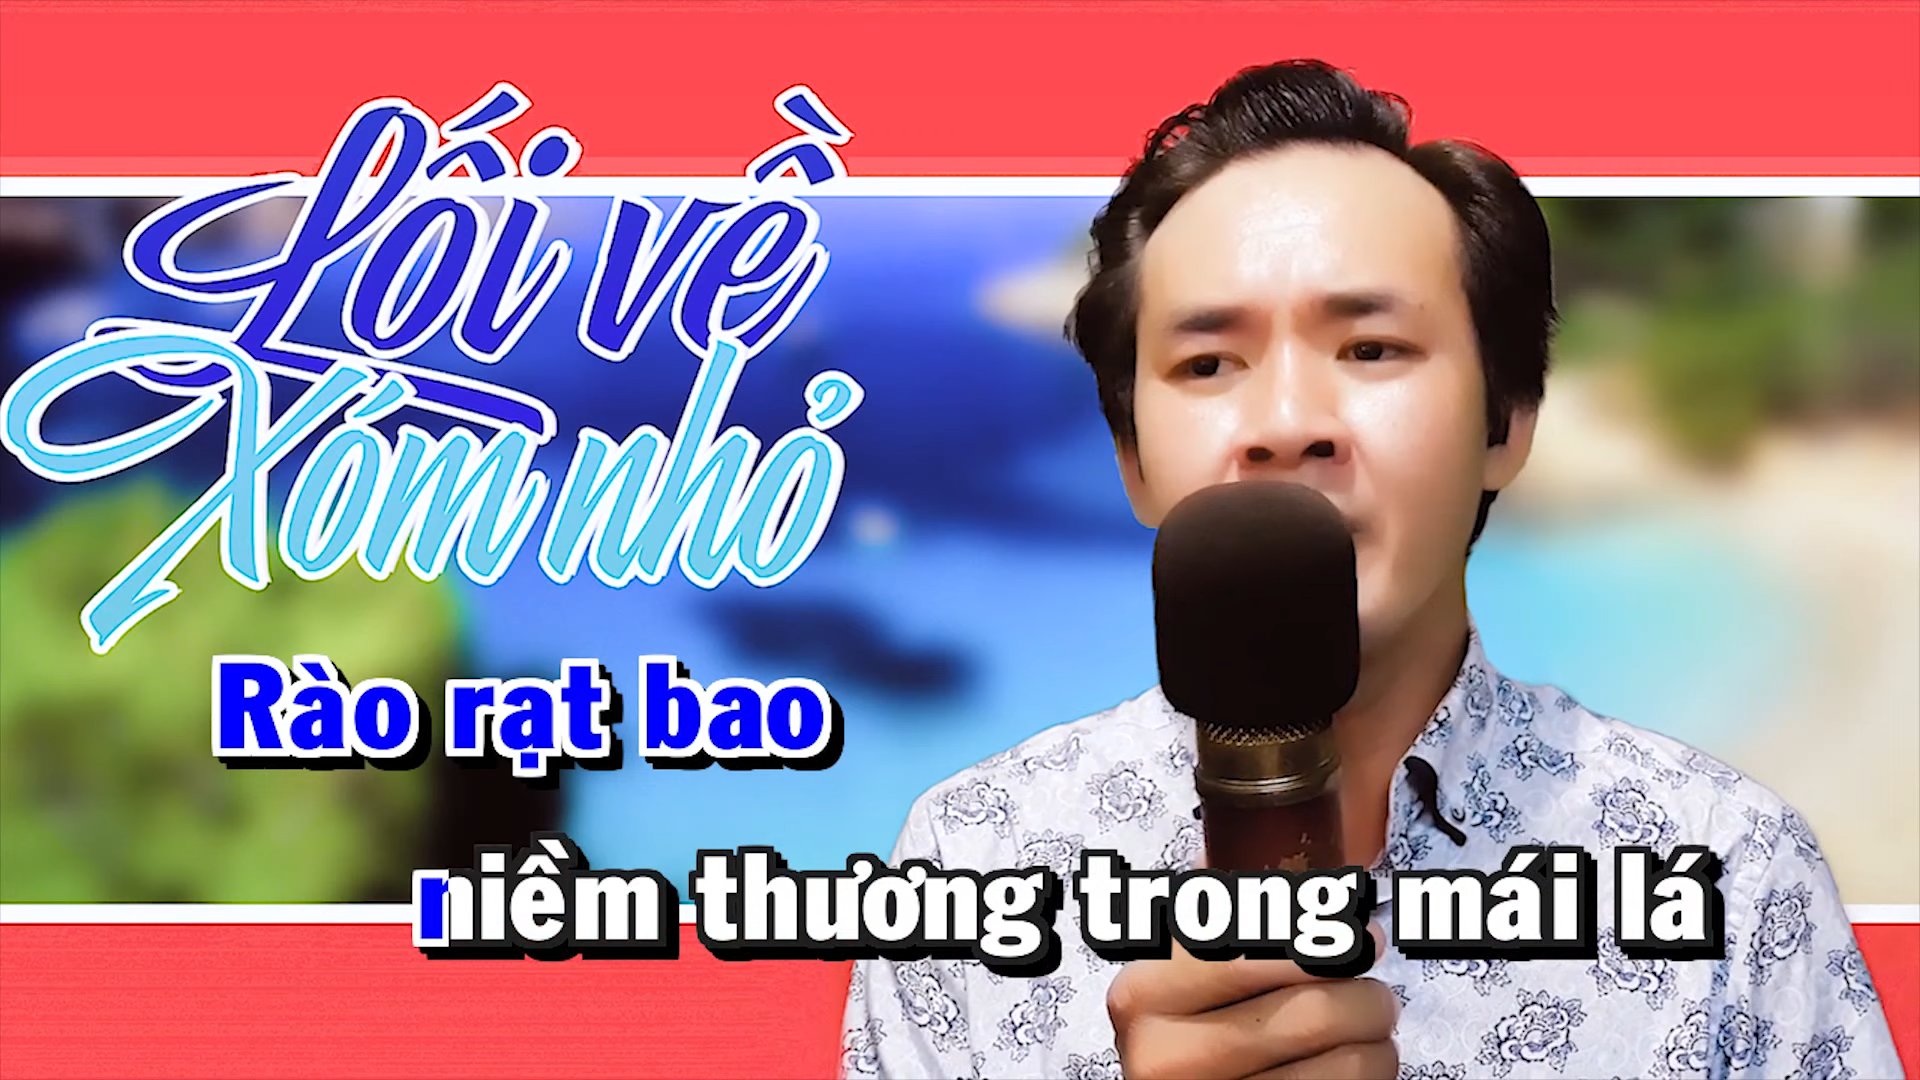 Lối về
Xóm nhỏ
Rào rạt bao
niềm thương trong mái lá